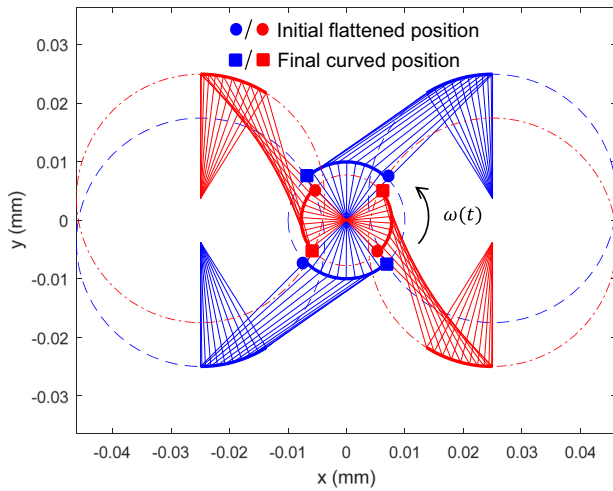 / Initial flattened position
/ Final curved position
0.03
0.02
0.01
0
-0.01
-0.02
-0.03
y (mm)
ω(t)
-0.04 -0.03 -0.02 -0.01 0 0.01 0.02 0.03 0.04
x (mm)